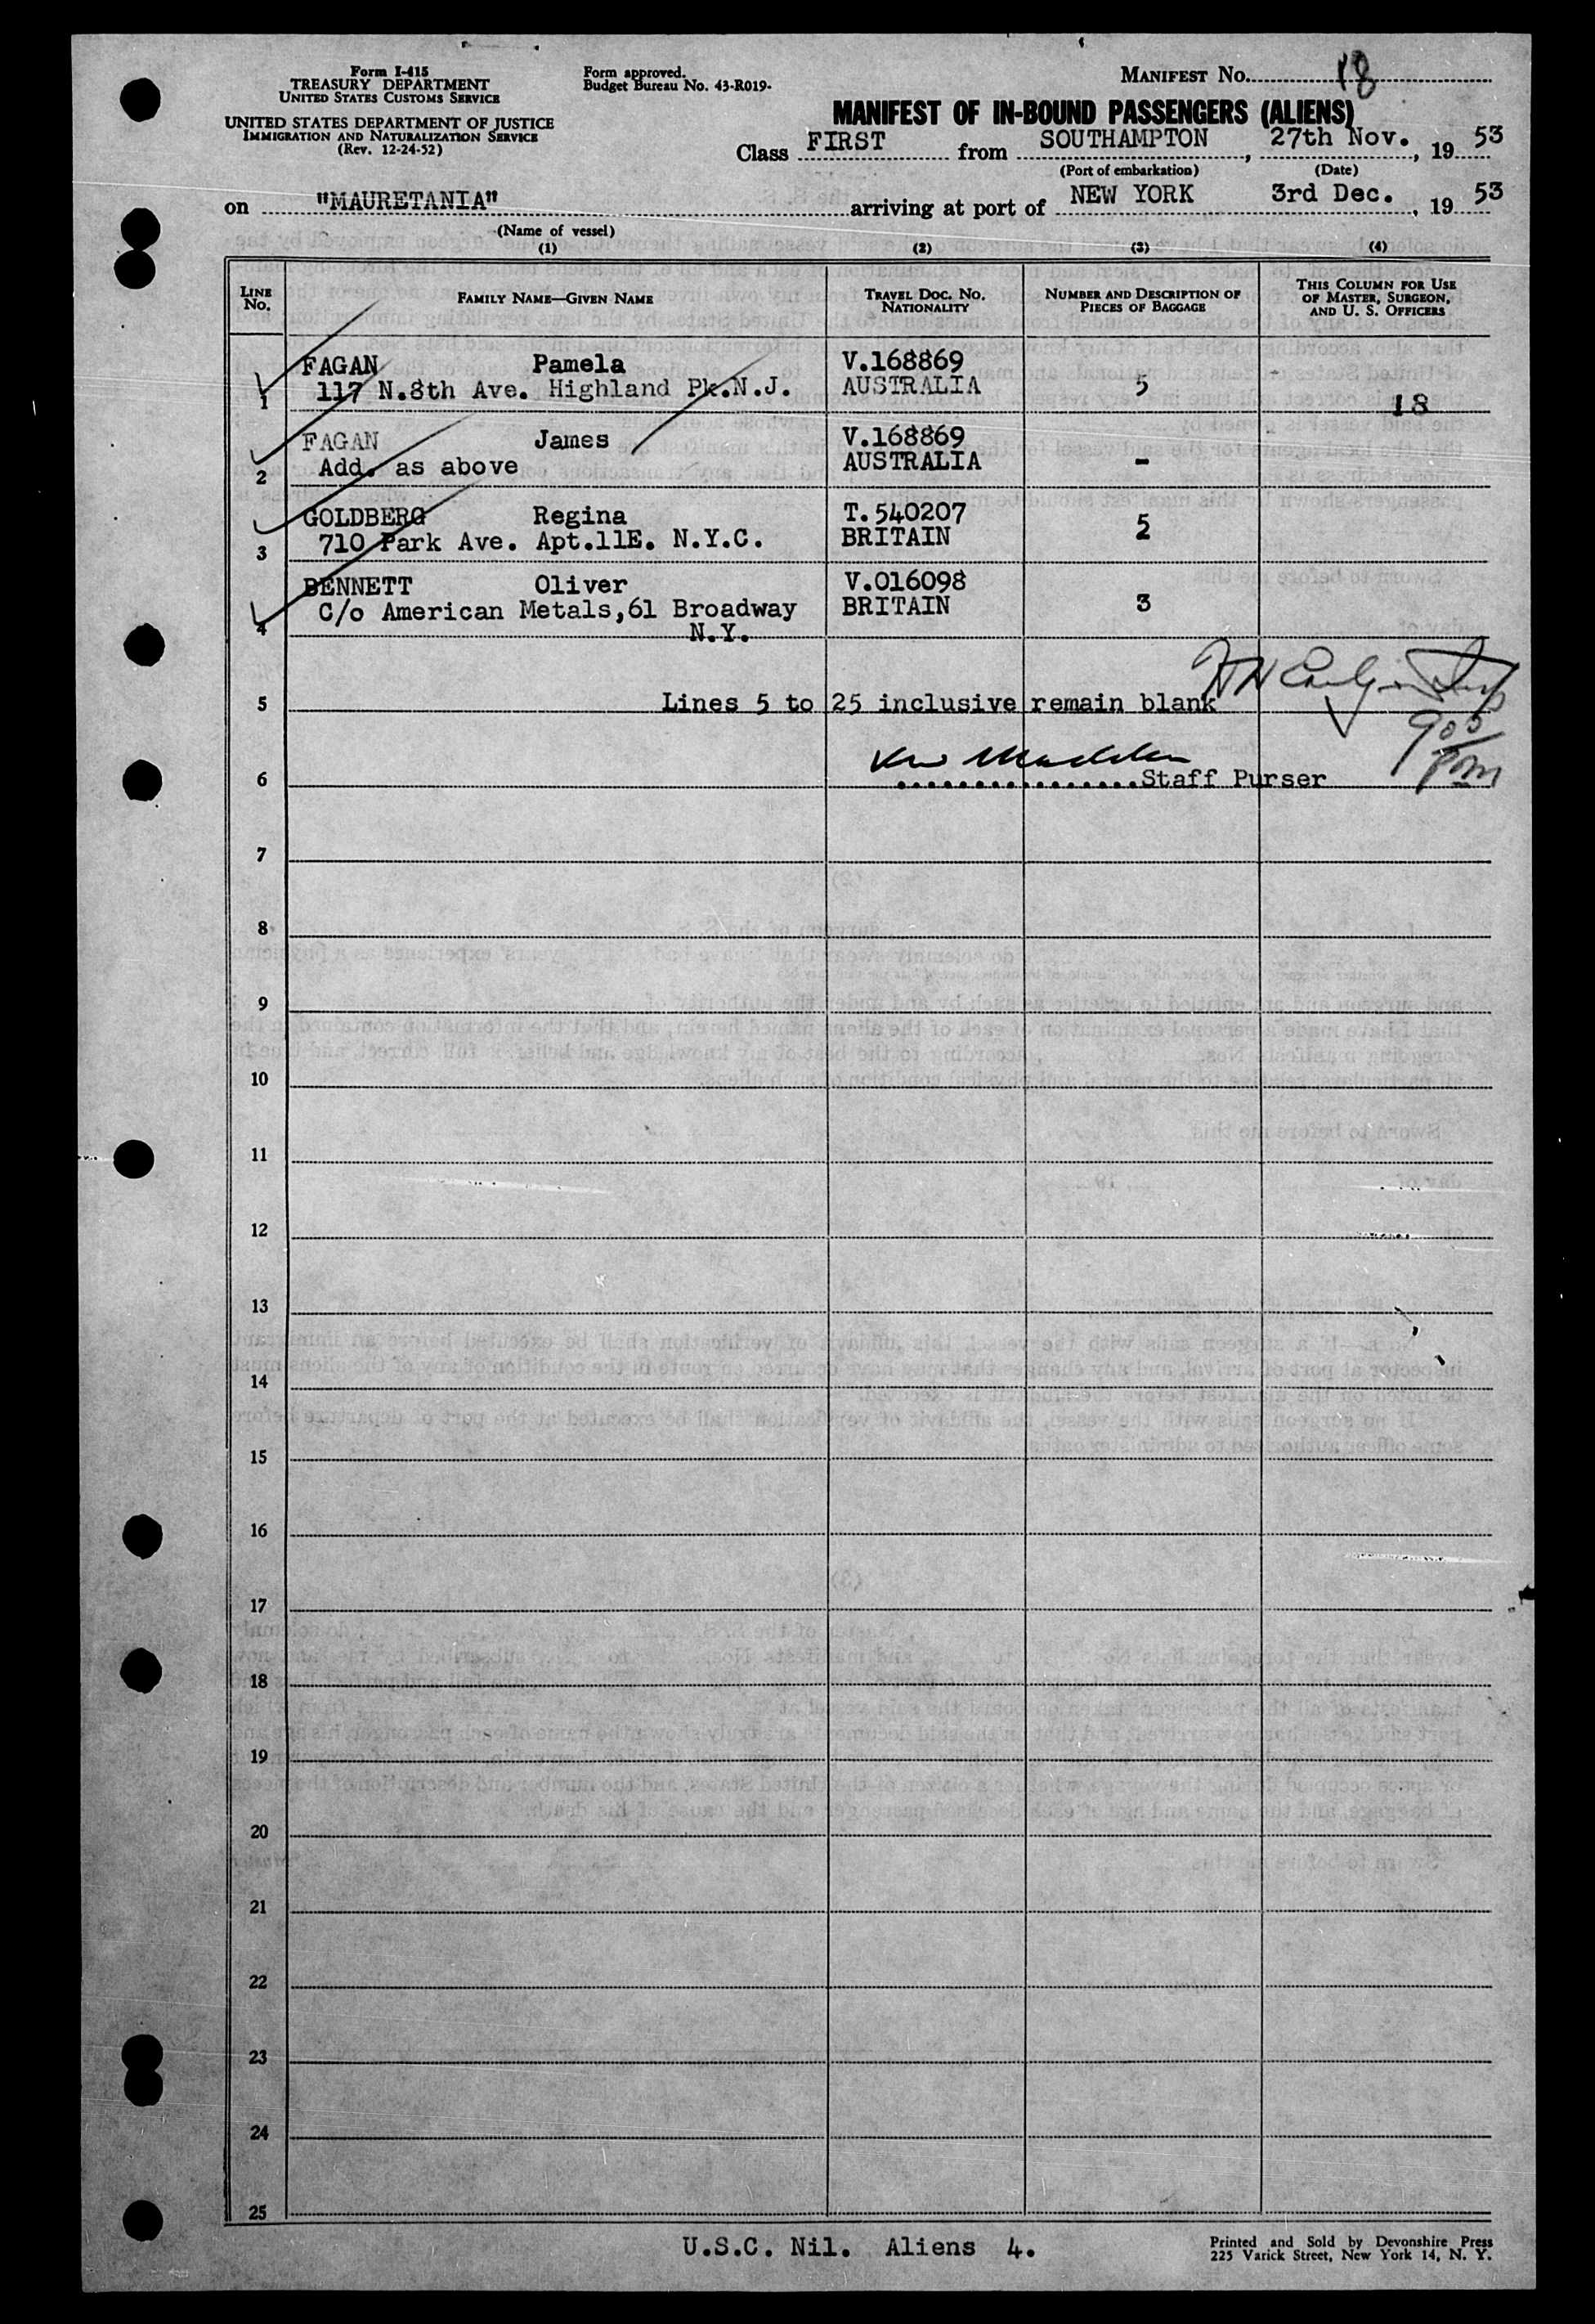 Form I-415
TREASURY DEPARTMENT
UNITED STATES CUSTOMS SERVICE
UNITED STATES DEPARTMENT OF JUSTICE
IMMIGRATION AND NATURALIZATION SERVICE
(Rev. 12-24-52)
Form approved.
Budget Bureau No. 43-R019-
MANIFEST No. 18
MANIFEST OF IN-BOUND PASSENGERS (ALIENS)
Class FIRST from SOUTHAMPTON, 27th Nov., 19 53
(Port of embarkation) (Date)
on "MAURETANIA" arriving at port of NEW YORK 3rd Dec., 19 53
(Name of vessel)
(1) (2) (3) (4)
LINE No. FAMILY NAME—GIVEN NAME TRAVEL DOC. No. NATIONALITY NUMBER AND DESCRIPTION OF PIECES OF BAGGAGE THIS COLUMN FOR USE OF MASTER, SURGEON, AND U. S. OFFICERS
FAGAN Pamela V.168869
1 117 N.8th Ave. Highland Pk.N.J. AUSTRALIA 5
18
FAGAN James V.168869
2 Add. as above AUSTRALIA -
GOLDBERG Regina T.540207
3 710 Park Ave. Apt.11E. N.Y.C. BRITAIN 5
BENNETT Oliver V.016098
4 C/o American Metals,61 Broadway BRITAIN 3
N.Y.
5 Lines 5 to 25 inclusive remain blank
905
6 ................Staff Purser pm
7
8
9
10
11
12
13
14
15
16
17
18
19
20
21
22
23
24
25
U.S.C. Nil. Aliens 4.
Printed and Sold by Devonshire Press
225 Varick Street, New York 14, N. Y.